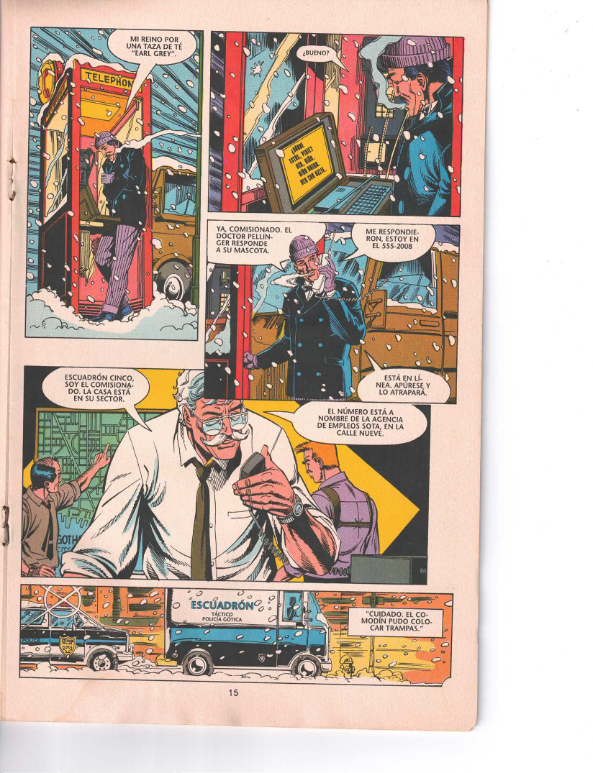 MI REINO POR
UNA TAZA DE TÉ
"EARL GREY".
TELEPHON
¿BUENO?
YA, COMISIONADO. EL
DOCTOR PELLIN-
GER RESPONDE
A SU MASCOTA.
ME RESPONDIE-
RON, ESTOY EN
EL 555-2008
ESTÁ EN LÍ-
NEA. APÚRESE Y
LO ATRAPARÁ.
ESCUADRÓN CINCO,
SOY EL COMISIONA-
DO. LA CASA ESTÁ
EN SU SECTOR.
EL NÚMERO ESTÁ A
NOMBRE DE LA AGENCIA
DE EMPLEOS SOTA, EN LA
CALLE NUEVE.
GOTHA
ESCUADRÓN
TÁCTICO
POLICÍA GÓTICA
"CUIDADO. EL CO-
MODÍN PUDO COLO-
CAR TRAMPAS."
15